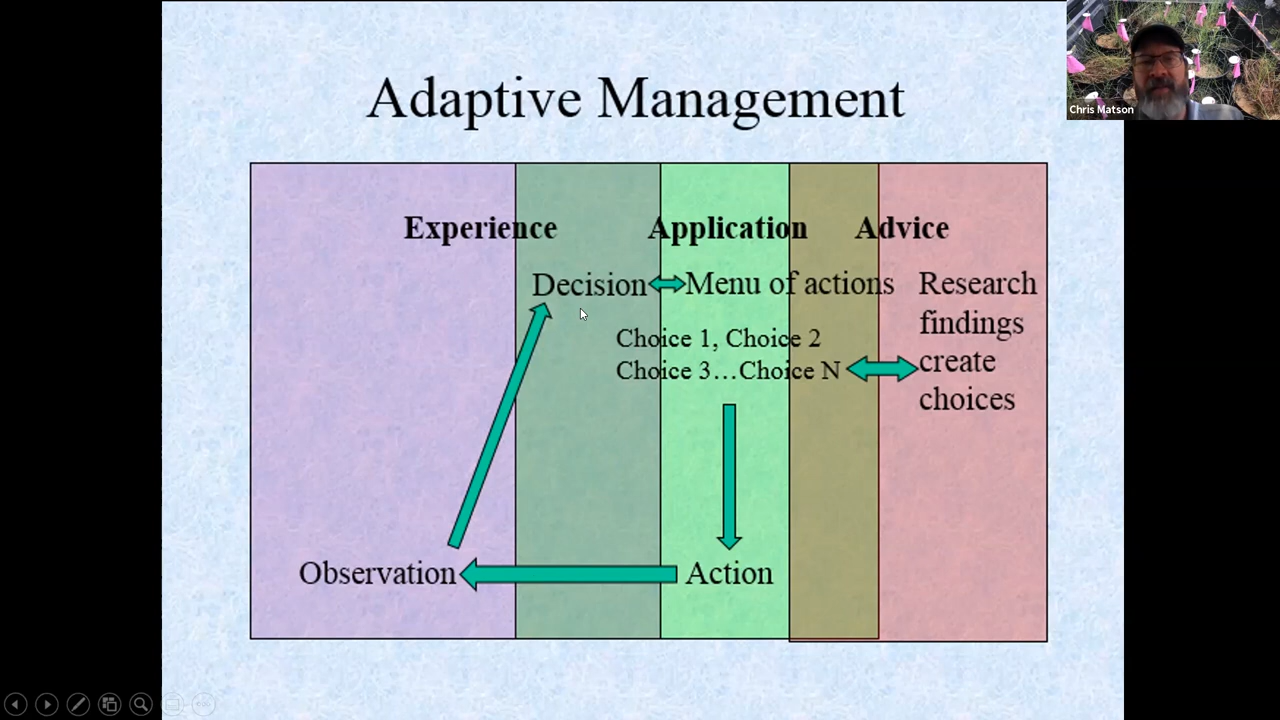 Adaptive Management
Chris Matson
Experience
Application
Advice
Decision
Menu of actions
Research
findings
create
choices
Choice 1, Choice 2
Choice 3…Choice N
Observation
Action